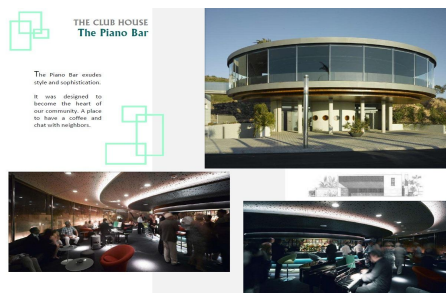 THE CLUB HOUSE
The Piano Bar
The Piano Bar exudes
style and sophistication.
It was designed to
become the heart of
our community. A place
to have a coffee and
chat with neighbors.